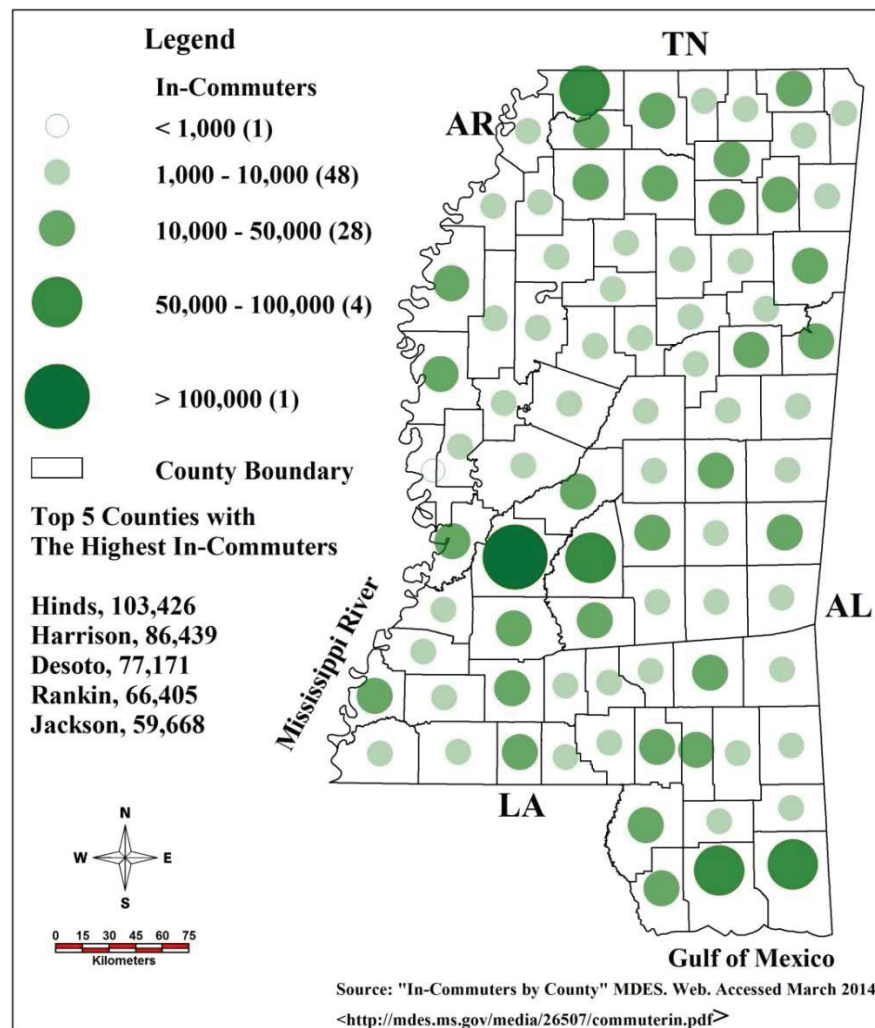 Legend
In-Commuters
< 1,000 (1)
1,000 - 10,000 (48)
10,000 - 50,000 (28)
50,000 - 100,000 (4)
> 100,000 (1)
County Boundary
Top 5 Counties with
The Highest In-Commuters
Hinds, 103,426
Harrison, 86,439
Desoto, 77,171
Rankin, 66,405
Jackson, 59,668
N
W E
S
0 15 30 45 60 75
Kilometers
TN
AR
Mississippi River
AL
LA
Gulf of Mexico
Source: "In-Commuters by County" MDES. Web. Accessed March 2014
<http://mdes.ms.gov/media/26507/commuterin.pdf>